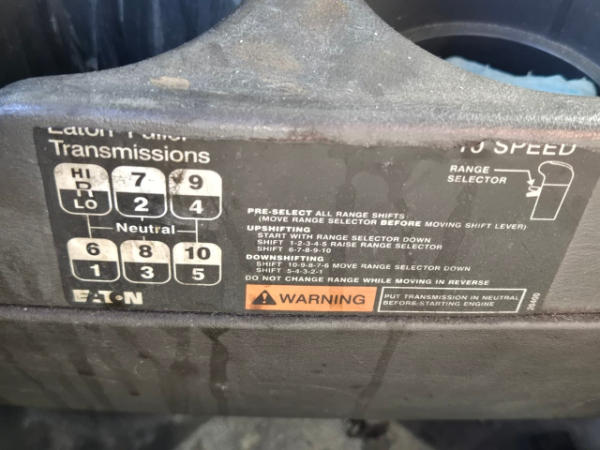 Eaton Fuller
Transmissions
10 SPEED
RANGE
SELECTOR
HI
R
LO
7
2
9
4
Neutral
6
1
8
3
10
5
EATON
PRE-SELECT ALL RANGE SHIFTS
(MOVE RANGE SELECTOR BEFORE MOVING SHIFT LEVER)
UPSHIFTING
START WITH RANGE SELECTOR DOWN
SHIFT 1-2-3-4-5 RAISE RANGE SELECTOR
SHIFT 6-7-8-9-10
DOWNSHIFTING
SHIFT 10-9-8-7-6 MOVE RANGE SELECTOR DOWN
SHIFT 5-4-3-2-1
DO NOT CHANGE RANGE WHILE MOVING IN REVERSE
WARNING
PUT TRANSMISSION IN NEUTRAL
BEFORE STARTING ENGINE